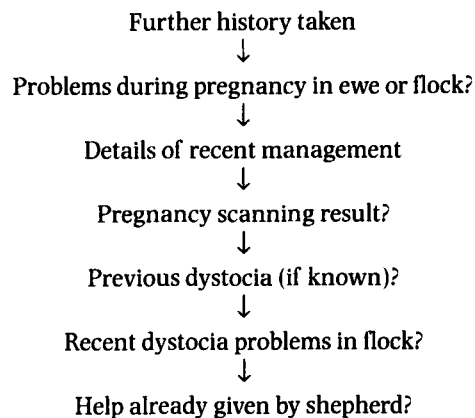 Further history taken
↓
Problems during pregnancy in ewe or flock?
↓
Details of recent management
↓
Pregnancy scanning result?
↓
Previous dystocia (if known)?
↓
Recent dystocia problems in flock?
↓
Help already given by shepherd?